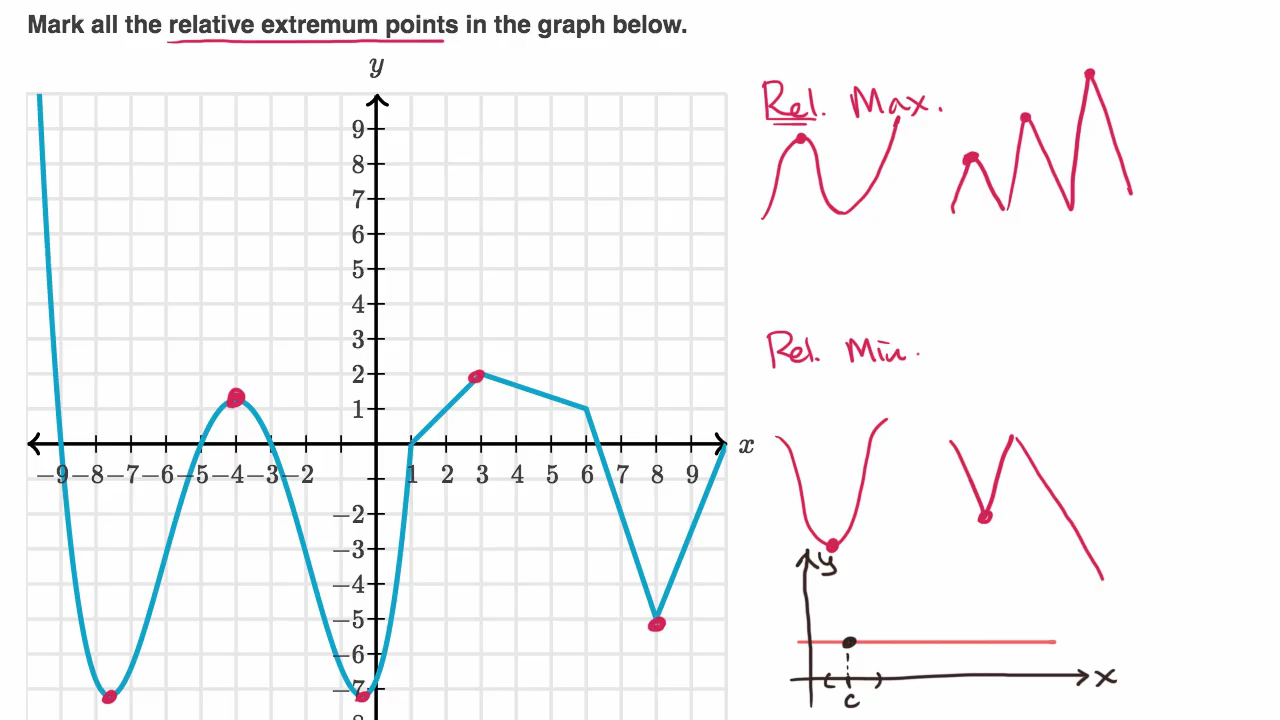 Mark all the relative extremum points in the graph below.
y
Rel. Max.
9
8
7
6
5
4
3
2
1
Rel. Min.
x
−9 −8 −7 −6 −5 −4 −3 −2 1 2 3 4 5 6 7 8 9
−2
−3
−4
−5
−6
−7
y
x
c